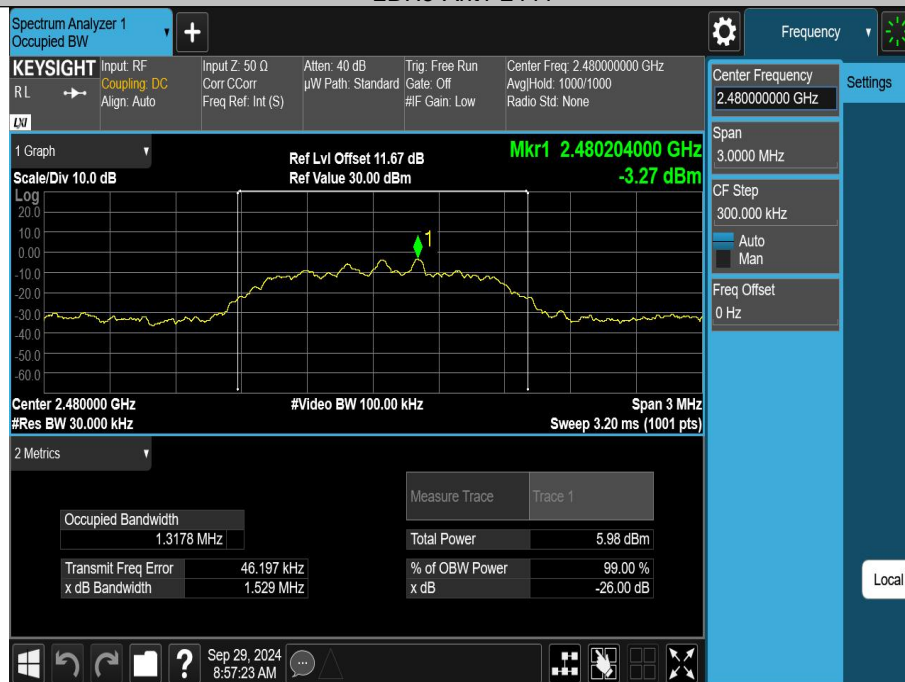 Spectrum Analyzer 1
Occupied BW
Frequency
KEYSIGHT
RL
LXI
Input: RF
Coupling: DC
Align: Auto
Input Z: 50 Ω
Corr CCorr
Freq Ref: Int (S)
Atten: 40 dB
µW Path: Standard
Trig: Free Run
Gate: Off
#IF Gain: Low
Center Freq: 2.480000000 GHz
Avg|Hold: 1000/1000
Radio Std: None
Center Frequency
2.480000000 GHz
Settings
Span
3.0000 MHz
CF Step
300.000 kHz
Auto
Man
Freq Offset
0 Hz
Local
1 Graph
Scale/Div 10.0 dB
Ref Lvl Offset 11.67 dB
Ref Value 30.00 dBm
Mkr1 2.480204000 GHz
-3.27 dBm
Log
20.0
10.0
0.00
-10.0
-20.0
-30.0
-40.0
-50.0
-60.0
1
Center 2.480000 GHz
#Res BW 30.000 kHz
#Video BW 100.00 kHz
Span 3 MHz
Sweep 3.20 ms (1001 pts)
2 Metrics
Measure Trace Trace 1
Occupied Bandwidth
1.3178 MHz
Total Power 5.98 dBm
Transmit Freq Error 46.197 kHz
% of OBW Power 99.00 %
x dB Bandwidth 1.529 MHz
x dB -26.00 dB
?
Sep 29, 2024
8:57:23 AM